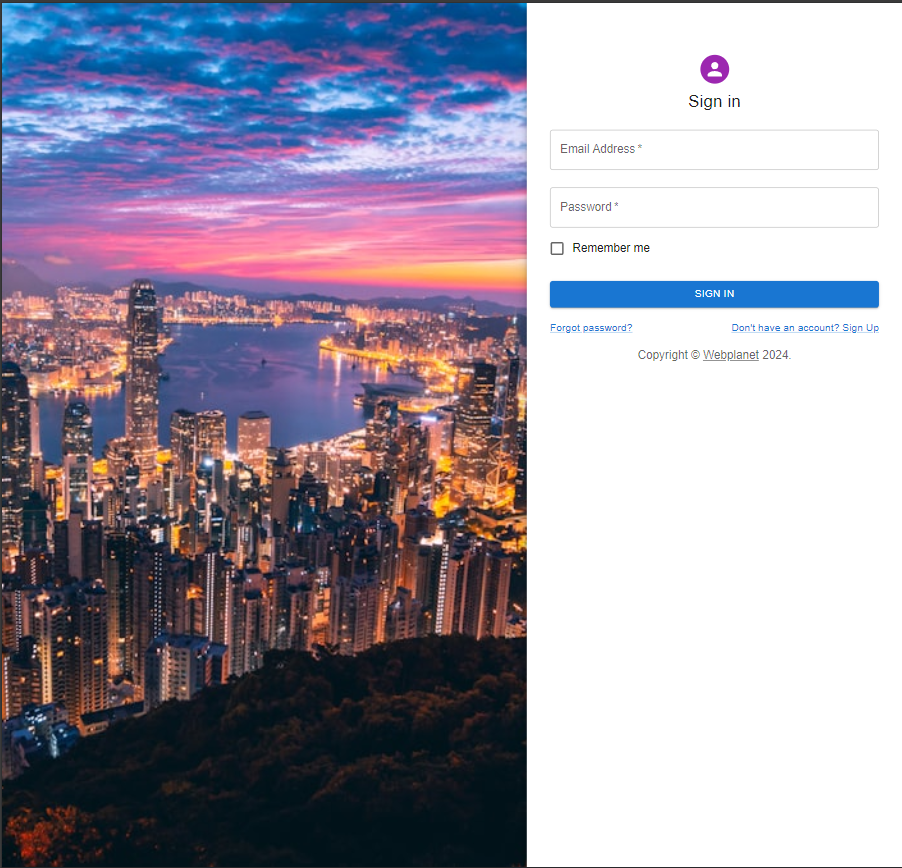 Sign in
Email Address *
Password *
Remember me
SIGN IN
Forgot password?
Don't have an account? Sign Up
Copyright © Webplanet 2024.